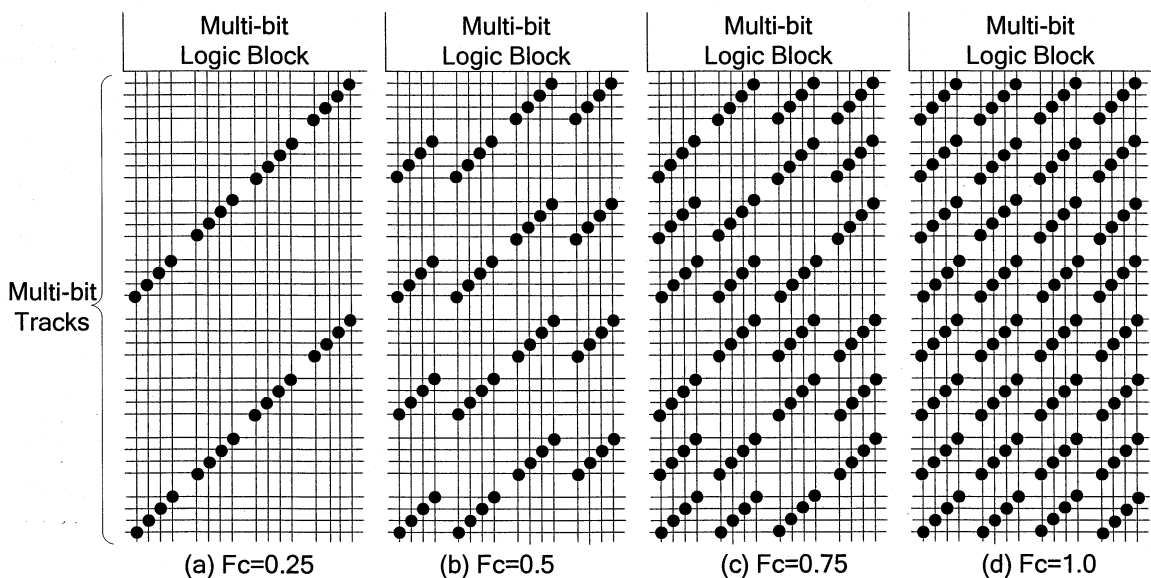 Multi-bit
Logic Block
Multi-bit
Logic Block
Multi-bit
Logic Block
Multi-bit
Logic Block
Multi-bit
Tracks
(a) Fc=0.25
(b) Fc=0.5
(c) Fc=0.75
(d) Fc=1.0